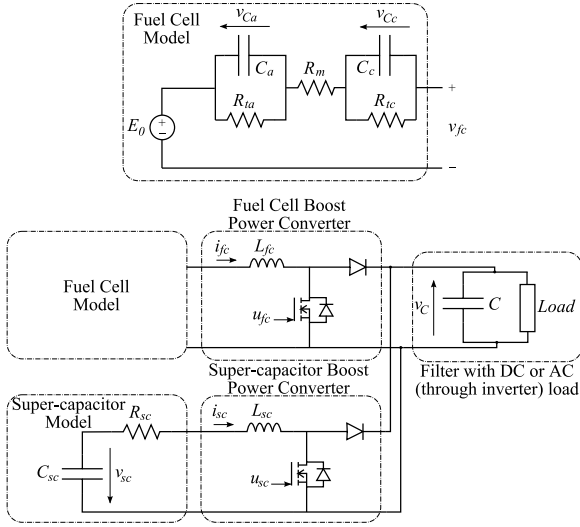 Fuel Cell
Model
v_Ca
v_Cc
C_a
R_m
C_c
R_ta
R_tc
E_0
+
−
+
v_fc
−
Fuel Cell Boost
Power Converter
i_fc
L_fc
Fuel Cell
Model
u_fc
v_C
C
Load
Filter with DC or AC
(through inverter) load
Super-capacitor Boost
Power Converter
Super-capacitor
Model
R_sc
i_sc
L_sc
C_sc
v_sc
u_sc